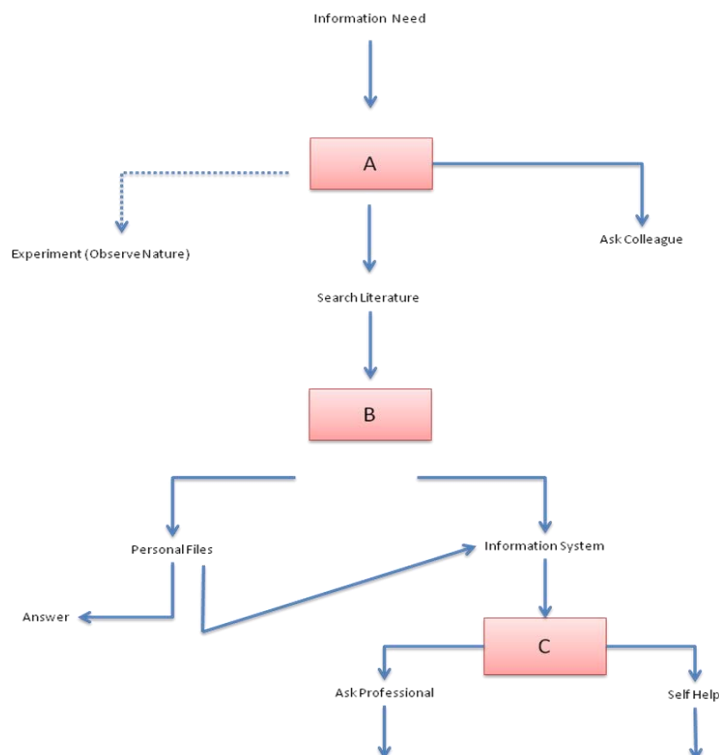 Information Need
A
Experiment (Observe Nature)
Ask Colleague
Search Literature
B
Personal Files
Information System
Answer
C
Ask Professional
Self Help